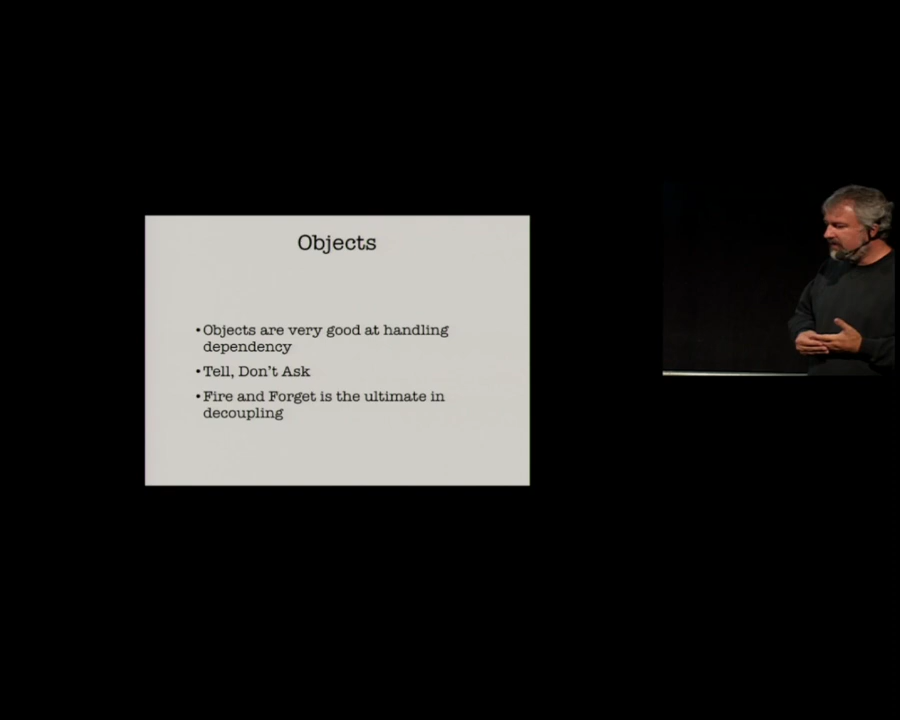 Objects
•Objects are very good at handling
dependency
•Tell, Don't Ask
•Fire and Forget is the ultimate in
decoupling